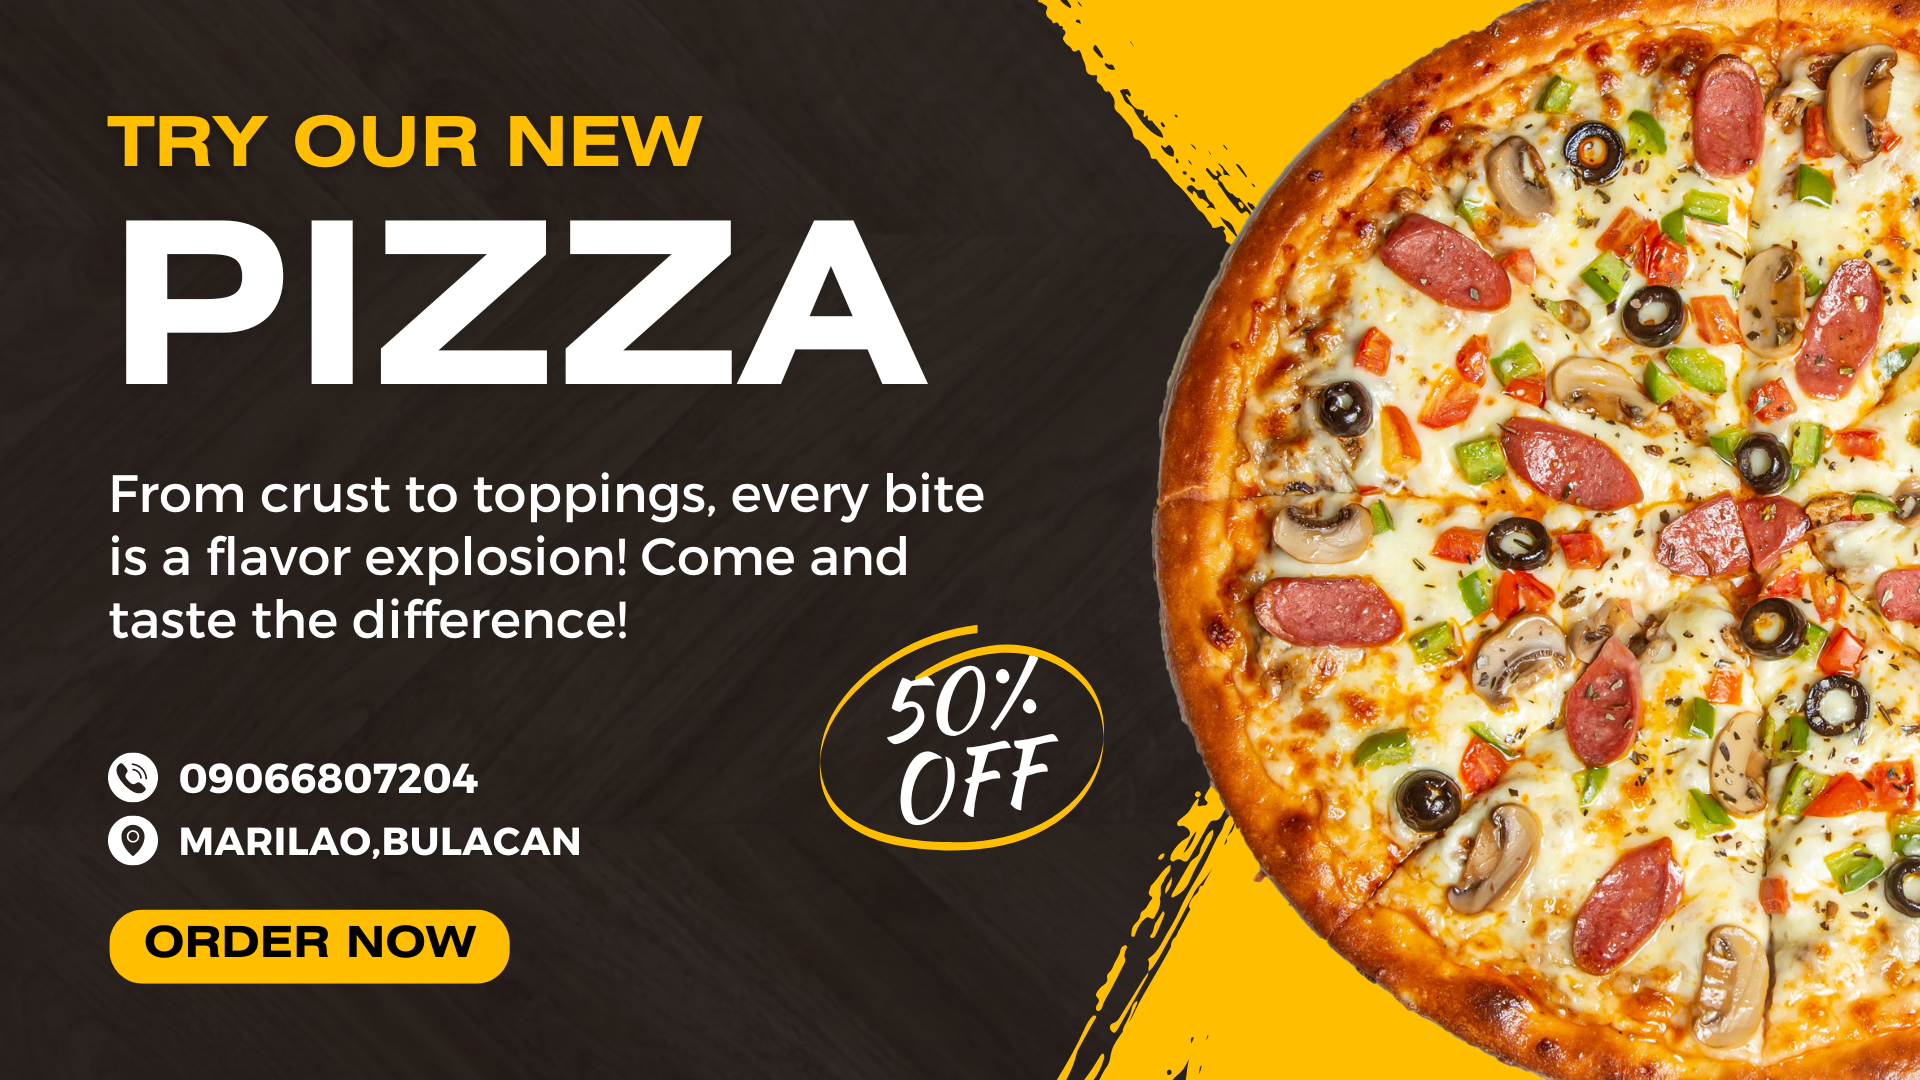 TRY OUR NEW
PIZZA
From crust to toppings, every bite
is a flavor explosion! Come and
taste the difference!
50%
OFF
09066807204
MARILAO,BULACAN
ORDER NOW